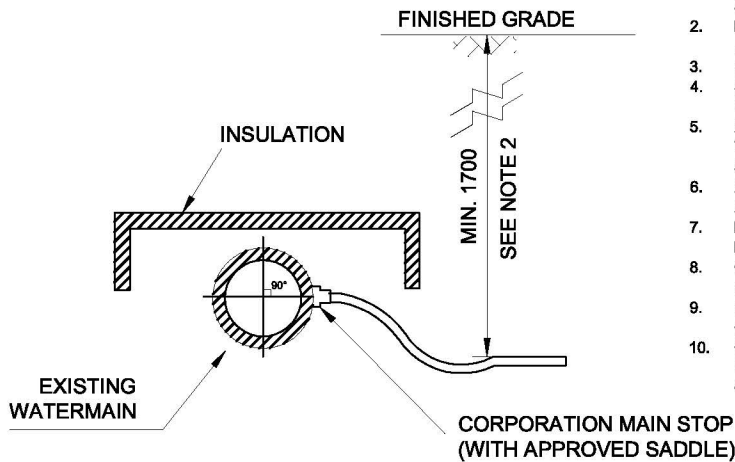 FINISHED GRADE
2.
3.
4.
INSULATION
5.
MIN. 1700
SEE NOTE 2
6.
7.
8.
90°
9.
10.
EXISTING
WATERMAIN
CORPORATION MAIN STOP
(WITH APPROVED SADDLE)